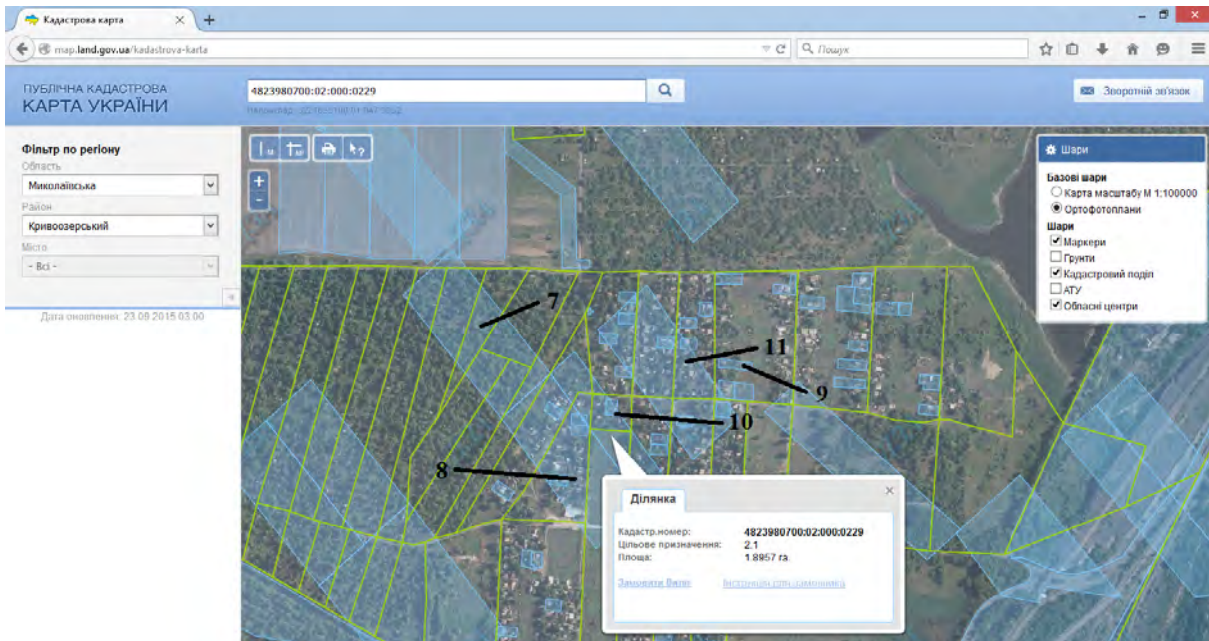 Кадастрова карта
map.land.gov.ua/kadastrova-karta
Пошук
ПУБЛІЧНА КАДАСТРОВА
КАРТА УКРАЇНИ
4823980700:02:000:0229
Зворотній зв'язок
Фільтр по регіону
Область
Миколаївська
Район
Кривоозерський
Місто
- Всі -
Дата оновлення: 23.09.2015 03:00
Шари
Базові шари
Карта масштабу М 1:100000
Ортофотоплани
Шари
Маркери
Грунти
Кадастровий поділ
АТУ
Обласні центри
7
11
9
10
8
Ділянка
Кадастр.номер: 4823980700:02:000:0229
Цільове призначення: 2.1
Площа: 1.8957 га.
Замовити Витяг